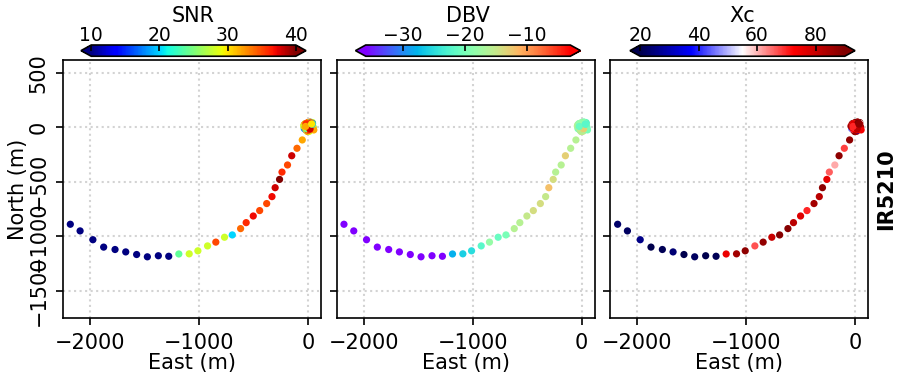 SNR DBV Xc
10 20 30 40 −30 −20 −10 20 40 60 80
500
0
−500
−1000
−1500
North (m)
IR5210
−2000 −1000 0 −2000 −1000 0 −2000 −1000 0
East (m) East (m) East (m)